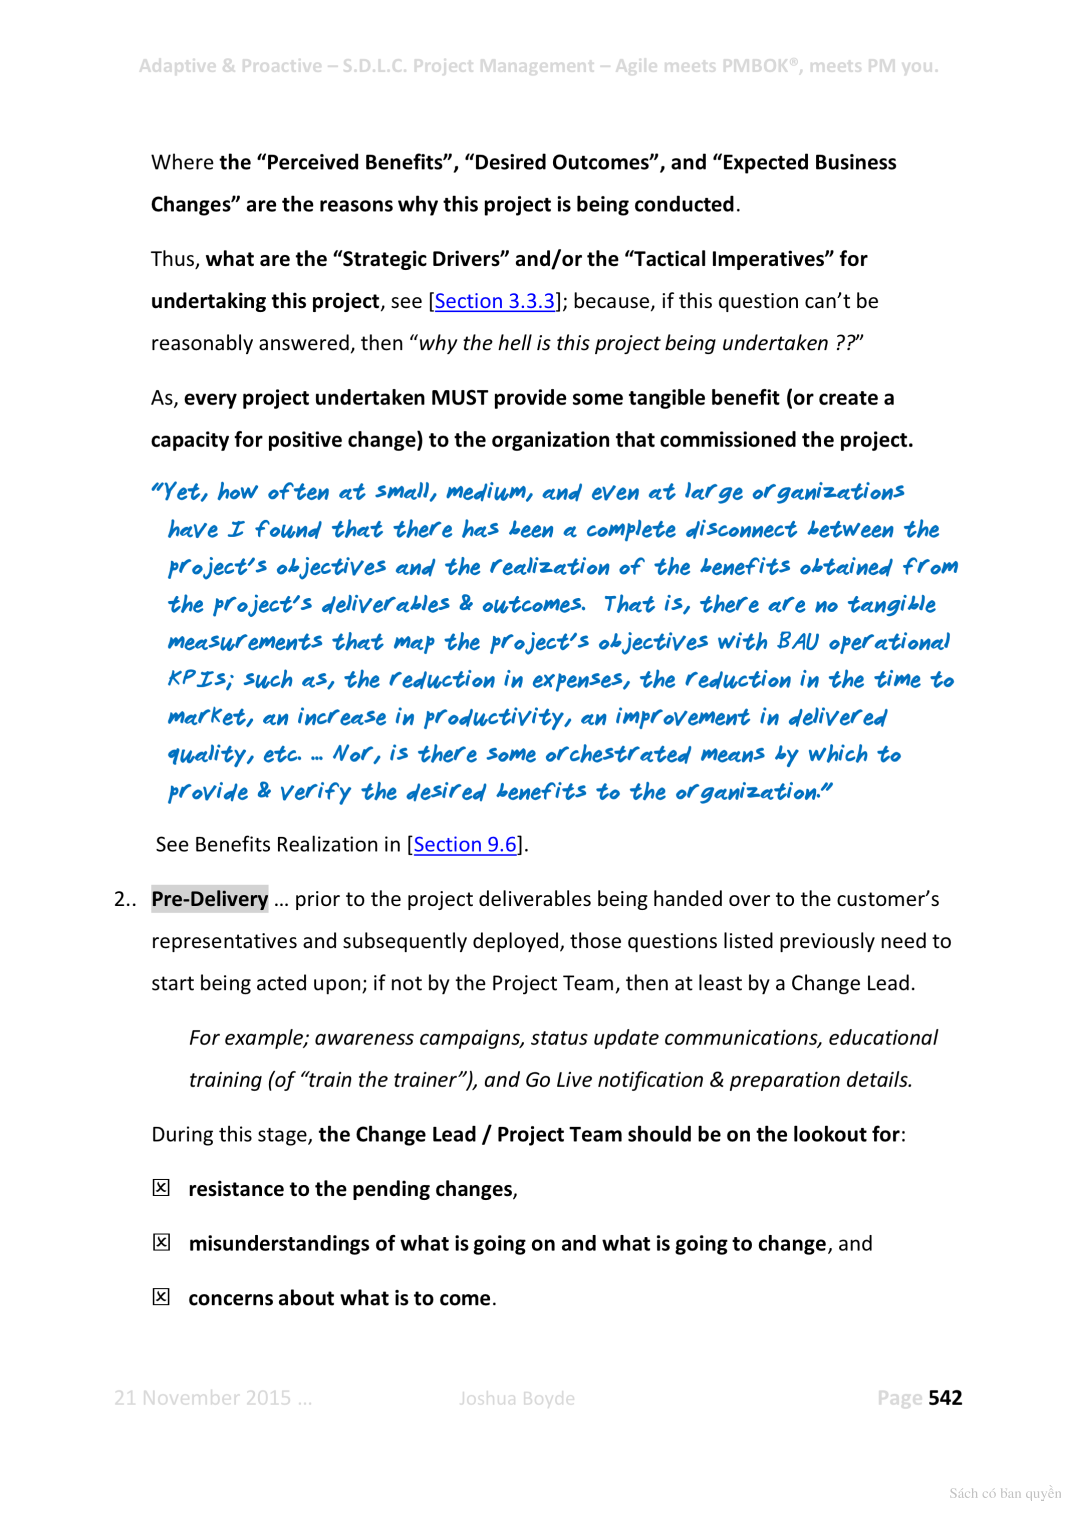 Adaptive & Proactive – S.D.L.C. Project Management – Agile meets PMBOK®, meets PM you.
Where the “Perceived Benefits”, “Desired Outcomes”, and “Expected Business
Changes” are the reasons why this project is being conducted.
Thus, what are the “Strategic Drivers” and/or the “Tactical Imperatives” for
undertaking this project, see [Section 3.3.3]; because, if this question can’t be
reasonably answered, then “why the hell is this project being undertaken ??”
As, every project undertaken MUST provide some tangible benefit (or create a
capacity for positive change) to the organization that commissioned the project.
“Yet, how often at small, medium, and even at large organizations
have I found that there has been a complete disconnect between the
project’s objectives and the realization of the benefits obtained from
the project’s deliverables & outcomes. That is, there are no tangible
measurements that map the project’s objectives with BAU operational
KPIs; such as, the reduction in expenses, the reduction in the time to
market, an increase in productivity, an improvement in delivered
quality, etc. … Nor, is there some orchestrated means by which to
provide & verify the desired benefits to the organization.”
See Benefits Realization in [Section 9.6].
2.. Pre-Delivery … prior to the project deliverables being handed over to the customer’s
representatives and subsequently deployed, those questions listed previously need to
start being acted upon; if not by the Project Team, then at least by a Change Lead.
For example; awareness campaigns, status update communications, educational
training (of “train the trainer”), and Go Live notification & preparation details.
During this stage, the Change Lead / Project Team should be on the lookout for:
☒ resistance to the pending changes,
☒ misunderstandings of what is going on and what is going to change, and
☒ concerns about what is to come.
21 November 2015 … Joshua Boyde Page 542
Sách có bản quyền